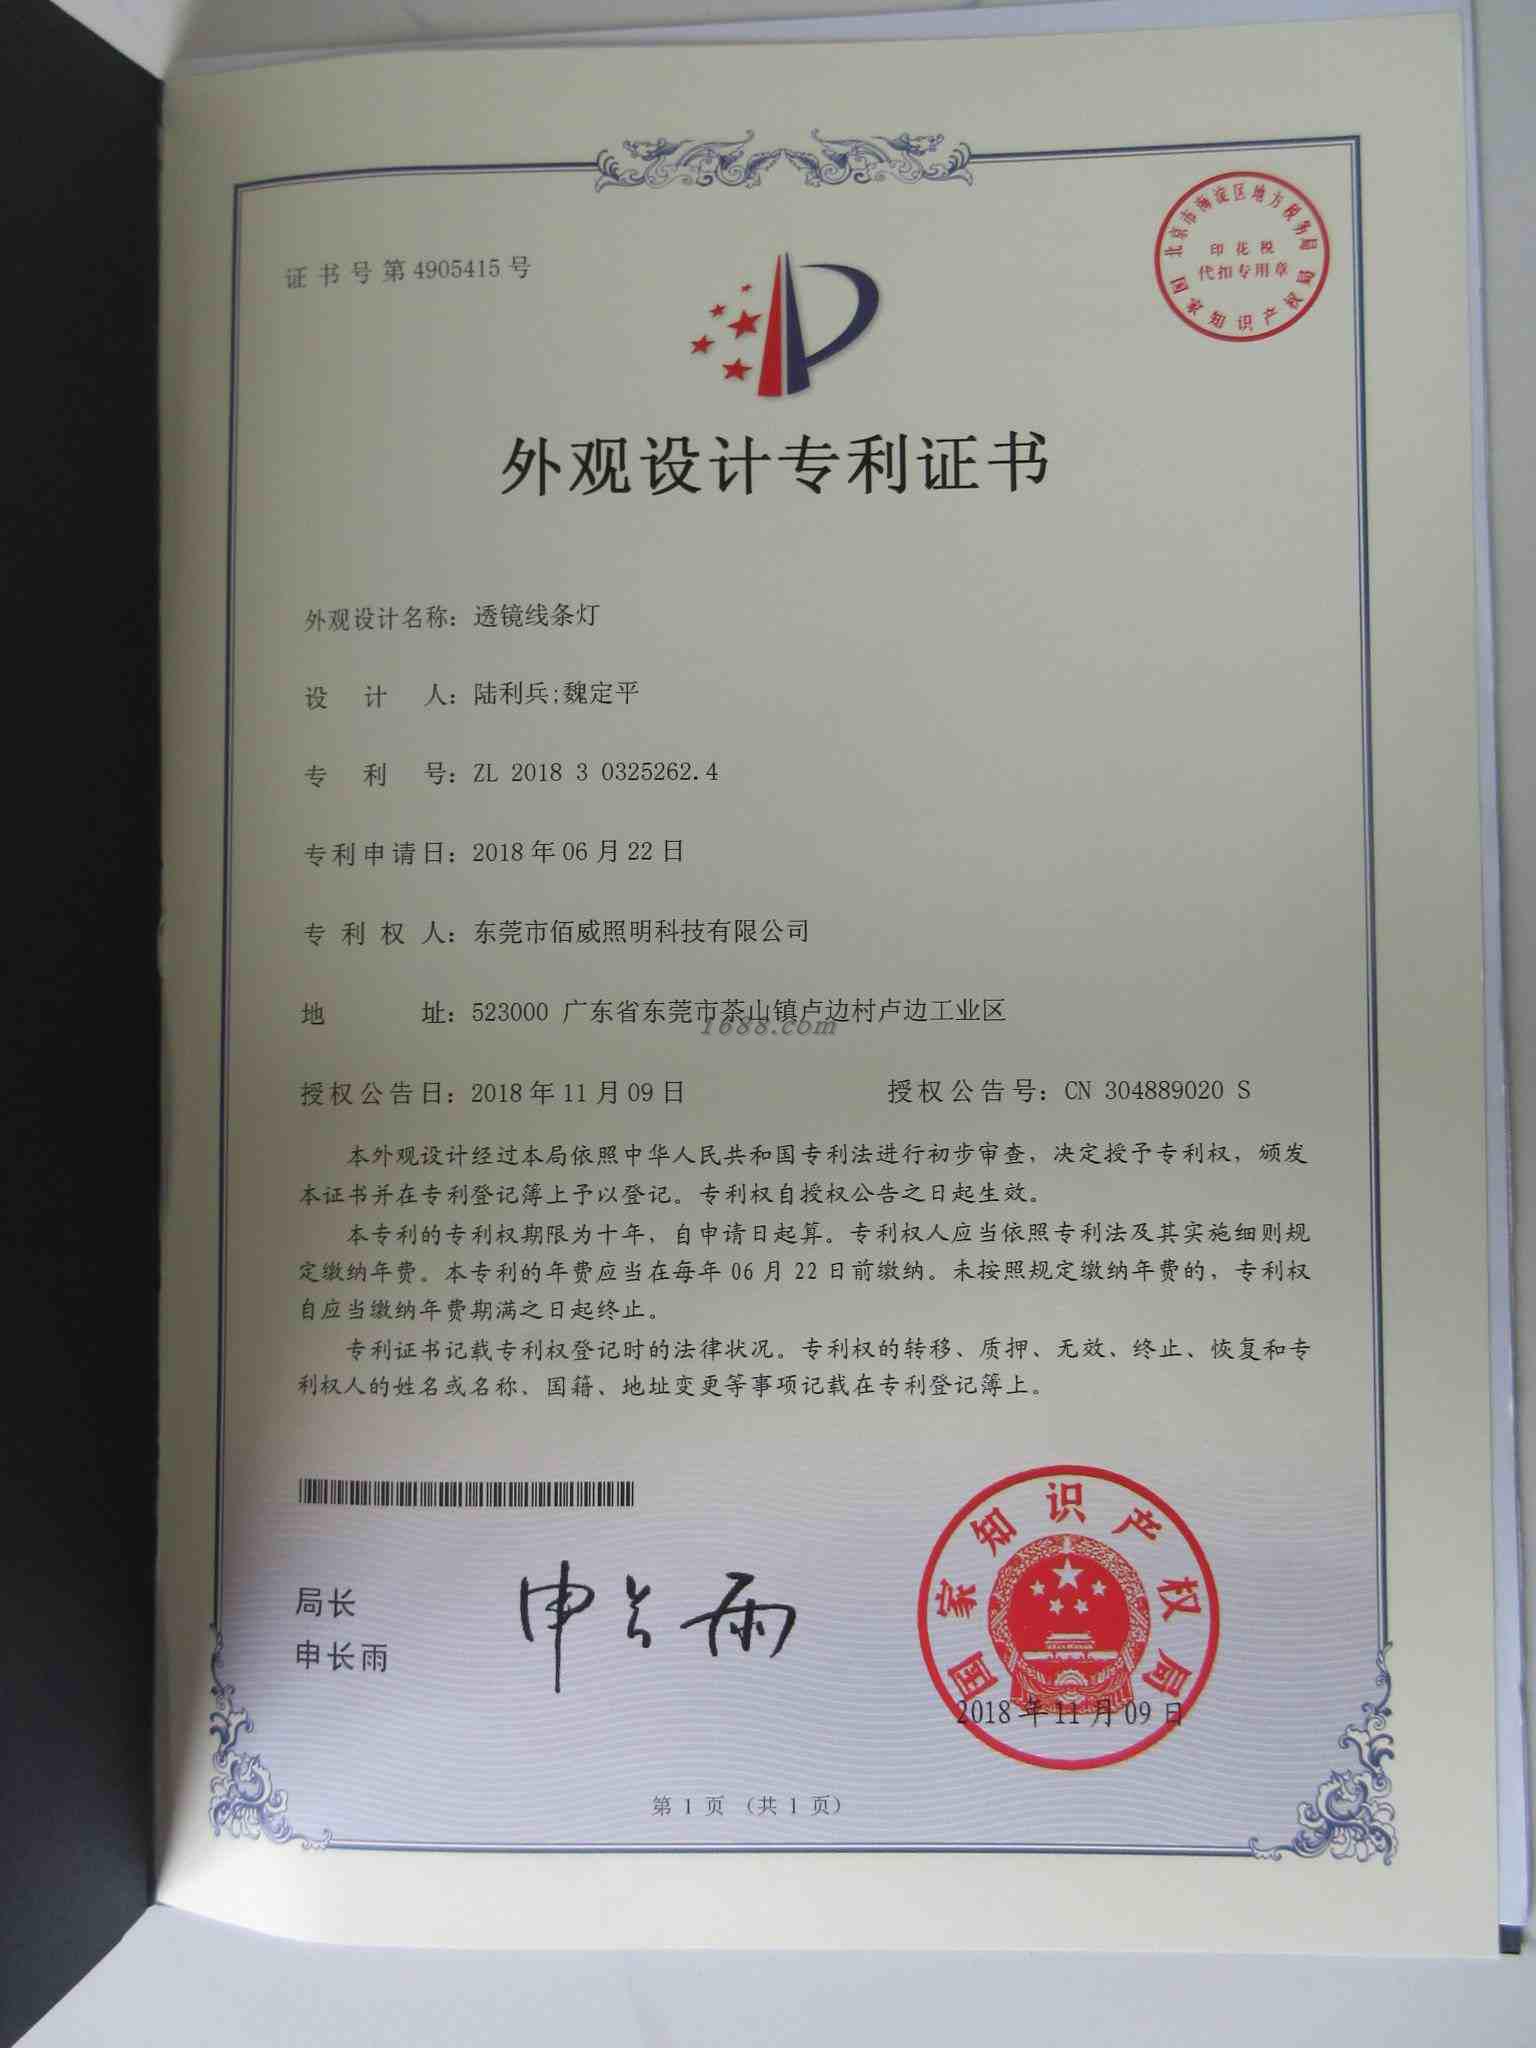 证书号第4905415号
北京市海淀区地方税务局
印花税
代扣专用章
国家知识产权局
外观设计专利证书
外观设计名称：透镜线条灯
设计人：陆利兵;魏定平
专利号：ZL 2018 3 0325262.4
专利申请日：2018年06月22日
专利权人：东莞市佰威照明科技有限公司
地址：523000 广东省东莞市茶山镇卢边村卢边工业区
1688.com
授权公告日：2018年11月09日 授权公告号：CN 304889020 S
本外观设计经过本局依照中华人民共和国专利法进行初步审查，决定授予专利权，颁发
本证书并在专利登记簿上予以登记。专利权自授权公告之日起生效。
本专利的专利权期限为十年，自申请日起算。专利权人应当依照专利法及其实施细则规
定缴纳年费。本专利的年费应当在每年06月22日前缴纳。未按照规定缴纳年费的，专利权
自应当缴纳年费期满之日起终止。
专利证书记载专利权登记时的法律状况。专利权的转移、质押、无效、终止、恢复和专
利权人的姓名或名称、国籍、地址变更等事项记载在专利登记簿上。
局长
申长雨
申长雨
国家知识产权局
2018年11月09日
第1页（共1页）